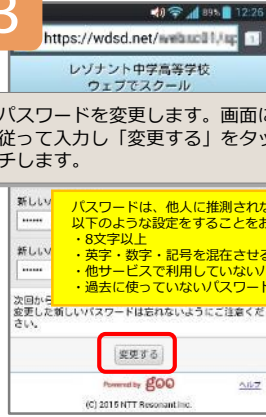 3
89% 12:26
https://wdsd.net/
1
レゾナント中学高等学校
ウェブでスクール
パスワードを変更します。画面に
従って入力し「変更する」をタッ
チします。
新しい
パスワードは、他人に推測されな
以下のような設定をすることをお
・8文字以上
・英字・数字・記号を混在させる
・他サービスで利用していないパ
・過去に使っていないパスワード
新しい
次回から
変更した新しいパスワードは忘れないようにご注意くだ
さい。
変更する
Powered by goo
ヘルプ
(C) 2015 NTT Resonant Inc.